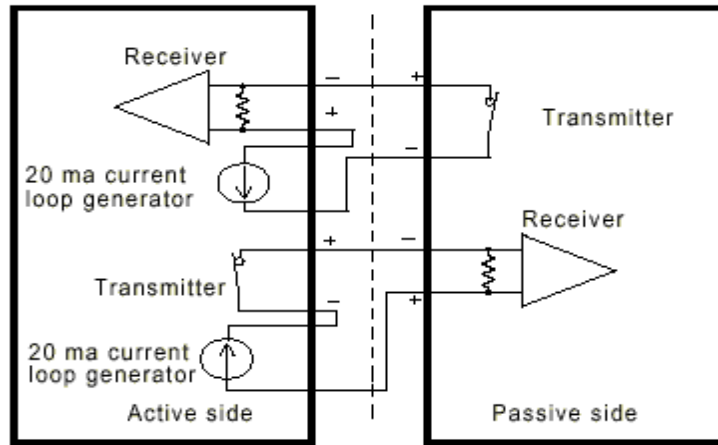 Receiver
− +
+
Transmitter
20 ma current
loop generator
−
Receiver
+ −
Transmitter
−
+
20 ma current
loop generator
Active side
Passive side